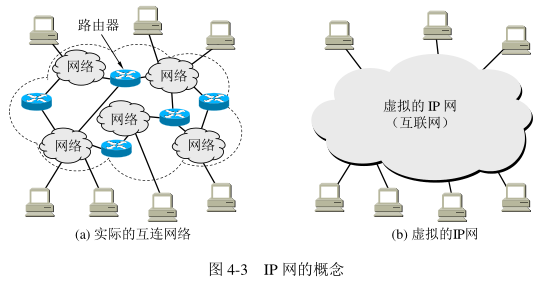 路由器
网络
网络
网络
网络
网络
(a) 实际的互连网络
虚拟的 IP 网
（互联网）
(b) 虚拟的IP网
图 4-3 IP 网的概念